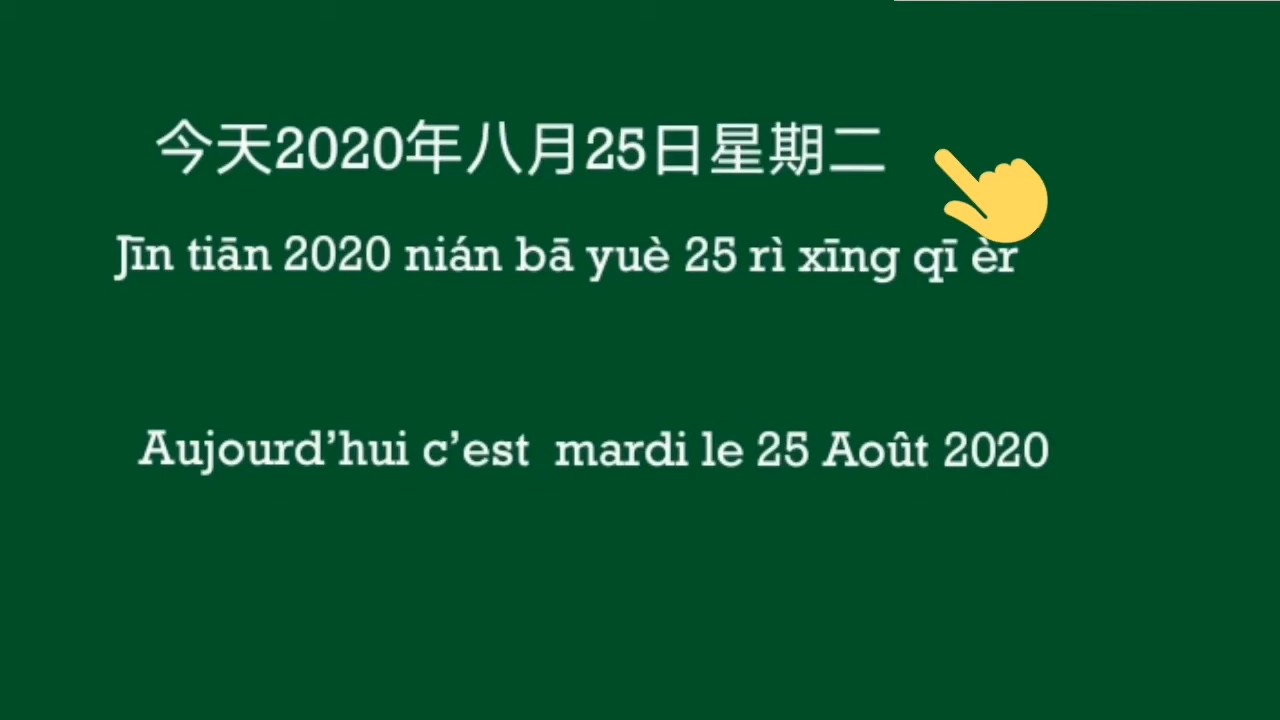 今天2020年八月25日星期二
Jīn tiān 2020 nián bā yuè 25 rì xīng qī èr
Aujourd’hui c’est mardi le 25 Août 2020